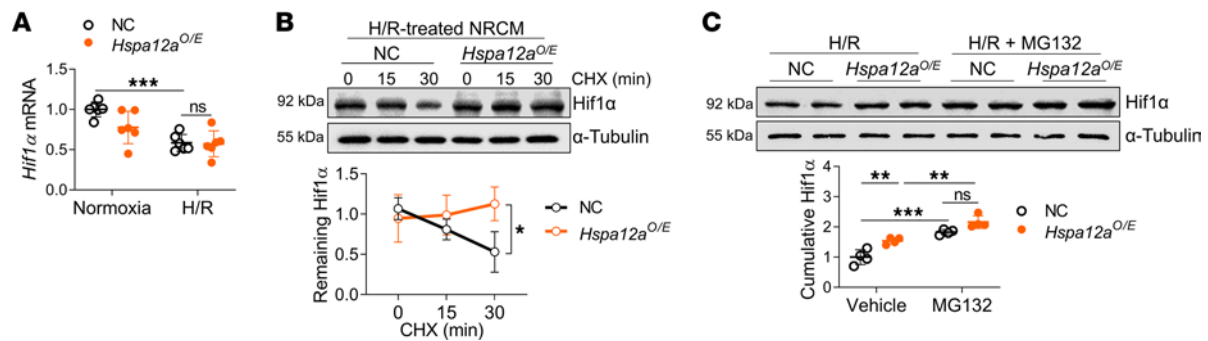 A
NC
Hspa12a^O/E
***
ns
Hif1α mRNA
1.5
1.0
0.5
0.0
Normoxia
H/R
B
H/R-treated NRCM
NC
Hspa12a^O/E
0 15 30 0 15 30 CHX (min)
92 kDa
Hif1α
55 kDa
α-Tubulin
Remaining Hif1α
1.5
1.0
0.5
0.0
*
NC
Hspa12a^O/E
0 15 30
CHX (min)
C
H/R
H/R + MG132
NC Hspa12a^O/E NC Hspa12a^O/E
92 kDa
Hif1α
55 kDa
α-Tubulin
Cumulative Hif1α
4
3
2
1
0
** **
ns
***
NC
Hspa12a^O/E
Vehicle MG132